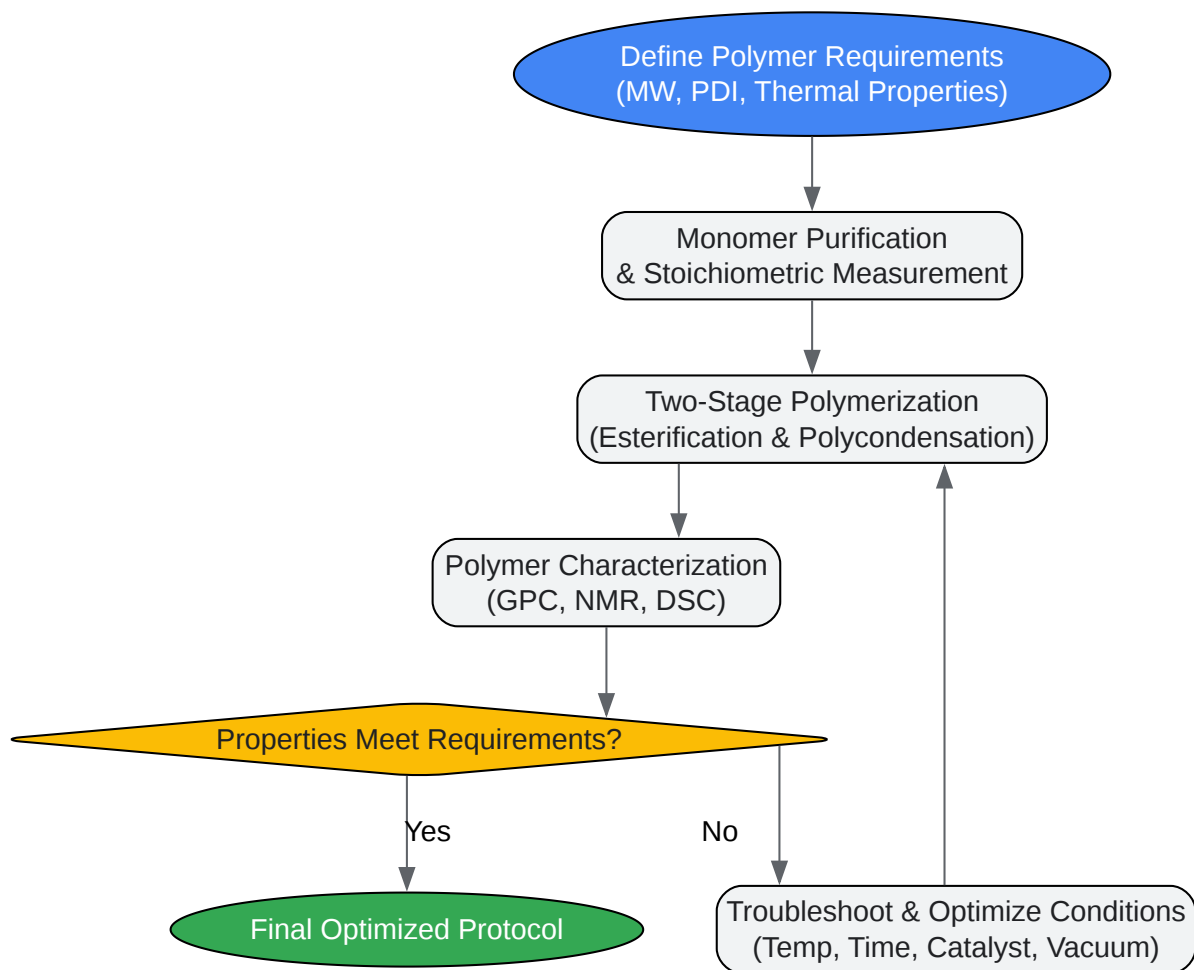 Define Polymer Requirements
(MW, PDI, Thermal Properties)
Monomer Purification
& Stoichiometric Measurement
Two-Stage Polymerization
(Esterification & Polycondensation)
Polymer Characterization
(GPC, NMR, DSC)
Properties Meet Requirements?
Yes
No
Final Optimized Protocol
Troubleshoot & Optimize Conditions
(Temp, Time, Catalyst, Vacuum)